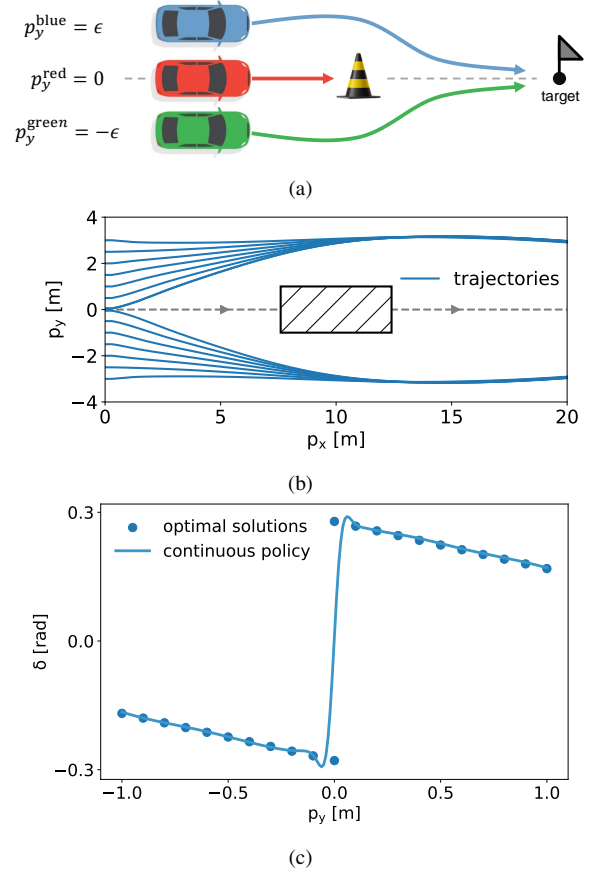 p_y^blue = ϵ
p_y^red = 0
p_y^green = −ϵ
target
(a)
4
2
0
−2
−4
p_y [m]
trajectories
0
5
10
15
20
p_x [m]
(b)
0.3
0.0
−0.3
δ [rad]
optimal solutions
continuous policy
−1.0
−0.5
0.0
0.5
1.0
p_y [m]
(c)